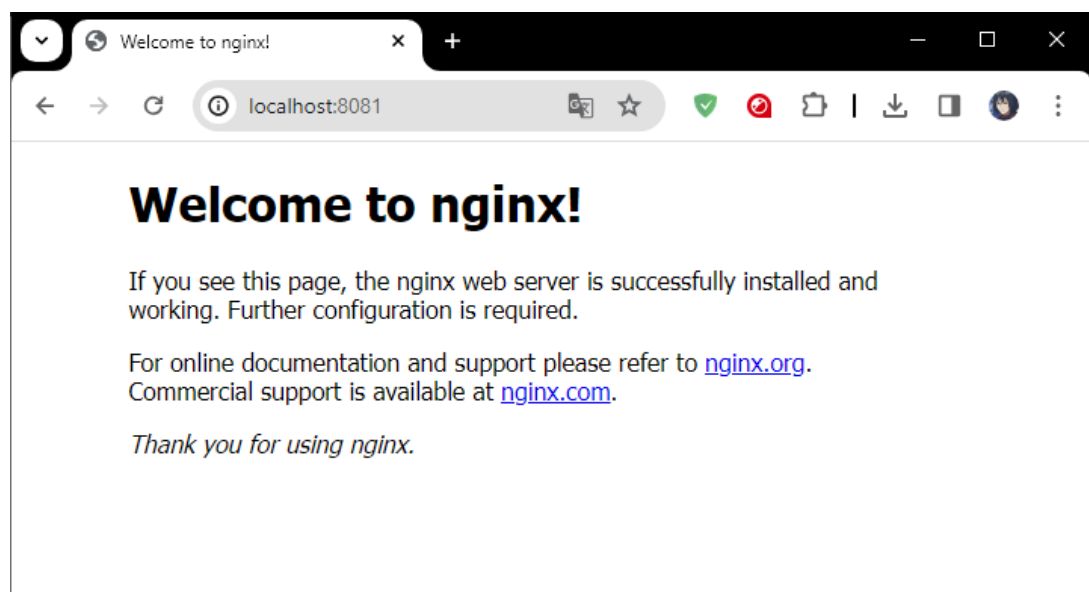 Welcome to nginx!
localhost:8081
Welcome to nginx!
If you see this page, the nginx web server is successfully installed and
working. Further configuration is required.
For online documentation and support please refer to nginx.org.
Commercial support is available at nginx.com.
Thank you for using nginx.